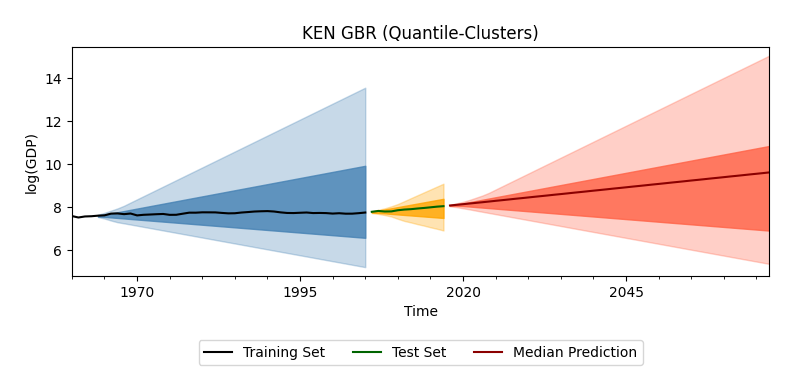 KEN GBR (Quantile-Clusters)
log(GDP)
14
12
10
8
6
1970 1995 2020 2045
Time
Training Set Test Set Median Prediction